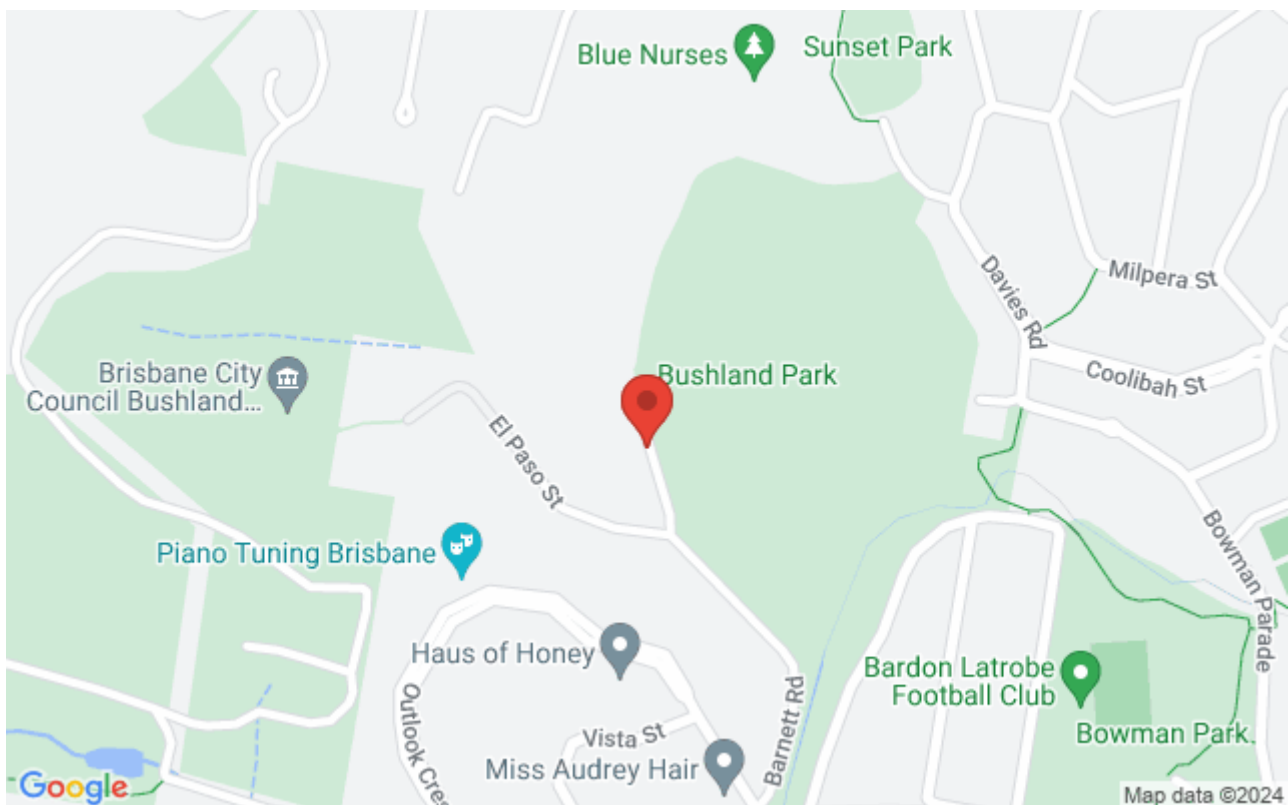 Blue Nurses
Sunset Park
Milpera St
Davies Rd
Coolibah St
Brisbane City
Council Bushland...
Bushland Park
El Paso St
Piano Tuning Brisbane
Bowman Parade
Haus of Honey
Bardon Latrobe
Football Club
Outlook Cres
Vista St
Barnett Rd
Bowman Park
Miss Audrey Hair
Google
Map data ©2024